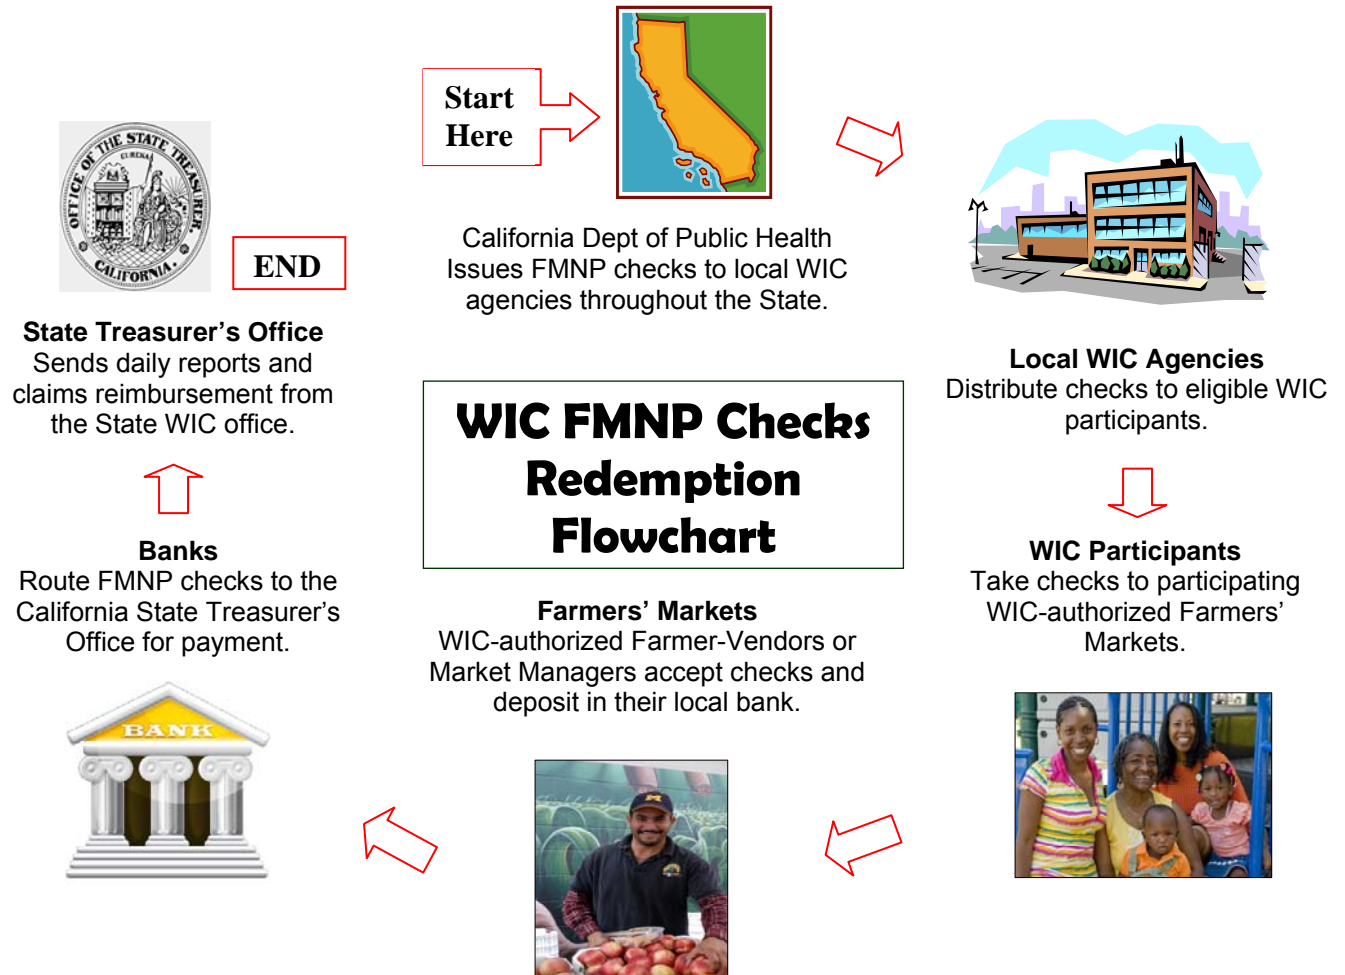 Start
Here
California Dept of Public Health
Issues FMNP checks to local WIC
agencies throughout the State.
Local WIC Agencies
Distribute checks to eligible WIC
participants.
WIC Participants
Take checks to participating
WIC-authorized Farmers’
Markets.
WIC FMNP Checks
Redemption
Flowchart
Farmers’ Markets
WIC-authorized Farmer-Vendors or
Market Managers accept checks and
deposit in their local bank.
M
BANK
Banks
Route FMNP checks to the
California State Treasurer’s
Office for payment.
OFFICE OF THE STATE TREASURER.
EUREKA
CALIFORNIA.
END
State Treasurer’s Office
Sends daily reports and
claims reimbursement from
the State WIC office.